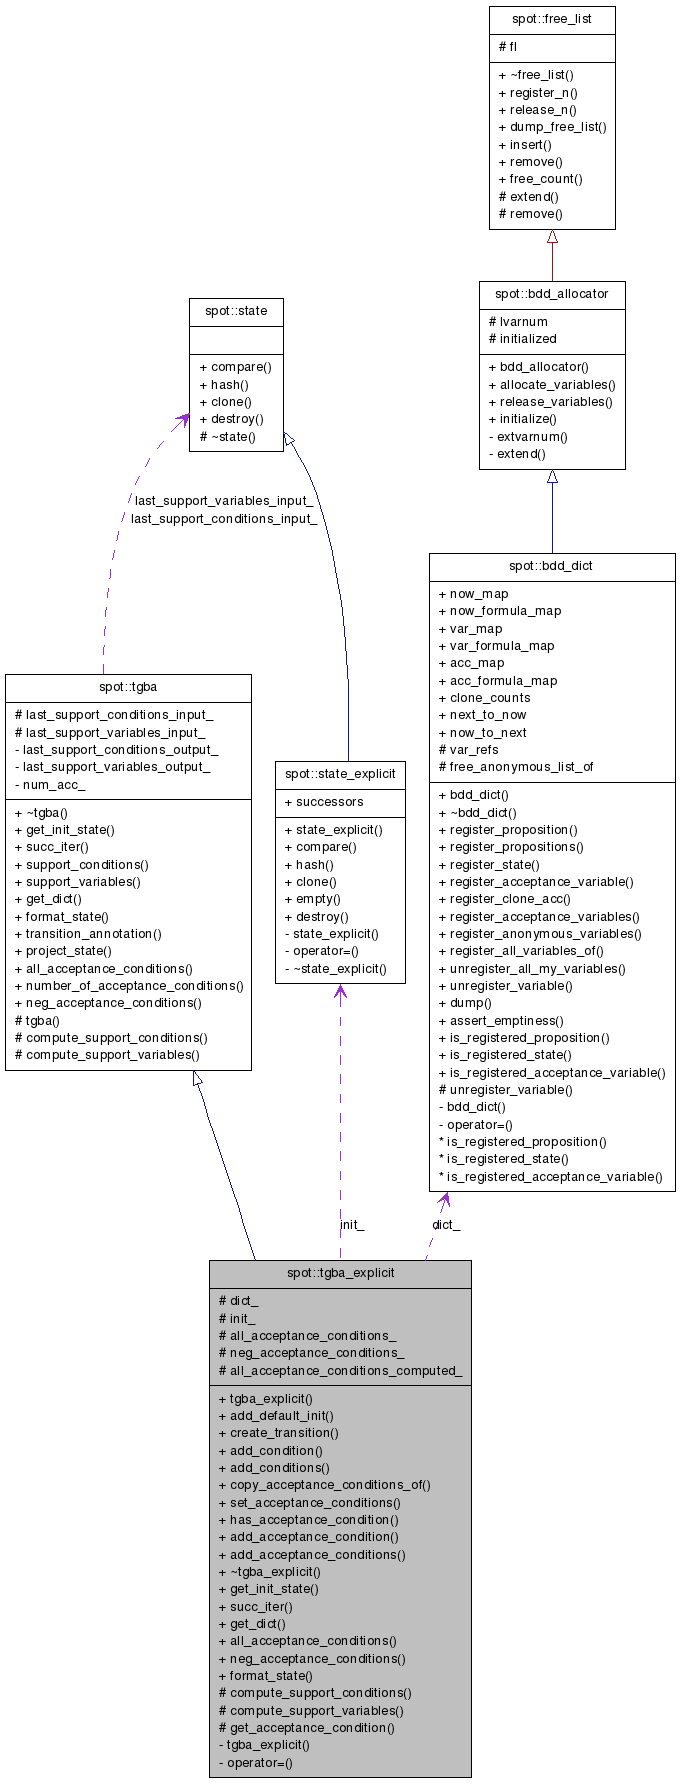 spot::free_list
# fl
+ ~free_list()
+ register_n()
+ release_n()
+ dump_free_list()
+ insert()
+ remove()
+ free_count()
# extend()
# remove()
spot::bdd_allocator
# lvarnum
# initialized
+ bdd_allocator()
+ allocate_variables()
+ release_variables()
+ initialize()
- extvarnum()
- extend()
spot::state
+ compare()
+ hash()
+ clone()
+ destroy()
# ~state()
last_support_variables_input_
last_support_conditions_input_
spot::bdd_dict
+ now_map
+ now_formula_map
+ var_map
+ var_formula_map
+ acc_map
+ acc_formula_map
+ clone_counts
+ next_to_now
+ now_to_next
# var_refs
# free_anonymous_list_of
+ bdd_dict()
+ ~bdd_dict()
+ register_proposition()
+ register_propositions()
+ register_state()
+ register_acceptance_variable()
+ register_clone_acc()
+ register_acceptance_variables()
+ register_anonymous_variables()
+ register_all_variables_of()
+ unregister_all_my_variables()
+ unregister_variable()
+ dump()
+ assert_emptiness()
+ is_registered_proposition()
+ is_registered_state()
+ is_registered_acceptance_variable()
# unregister_variable()
- bdd_dict()
- operator=()
* is_registered_proposition()
* is_registered_state()
* is_registered_acceptance_variable()
spot::tgba
# last_support_conditions_input_
# last_support_variables_input_
- last_support_conditions_output_
- last_support_variables_output_
- num_acc_
+ ~tgba()
+ get_init_state()
+ succ_iter()
+ support_conditions()
+ support_variables()
+ get_dict()
+ format_state()
+ transition_annotation()
+ project_state()
+ all_acceptance_conditions()
+ number_of_acceptance_conditions()
+ neg_acceptance_conditions()
# tgba()
# compute_support_conditions()
# compute_support_variables()
spot::state_explicit
+ successors
+ state_explicit()
+ compare()
+ hash()
+ clone()
+ empty()
+ destroy()
- state_explicit()
- operator=()
- ~state_explicit()
init_
dict_
spot::tgba_explicit
# dict_
# init_
# all_acceptance_conditions_
# neg_acceptance_conditions_
# all_acceptance_conditions_computed_
+ tgba_explicit()
+ add_default_init()
+ create_transition()
+ add_condition()
+ add_conditions()
+ copy_acceptance_conditions_of()
+ set_acceptance_conditions()
+ has_acceptance_condition()
+ add_acceptance_condition()
+ add_acceptance_conditions()
+ ~tgba_explicit()
+ get_init_state()
+ succ_iter()
+ get_dict()
+ all_acceptance_conditions()
+ neg_acceptance_conditions()
+ format_state()
# compute_support_conditions()
# compute_support_variables()
# get_acceptance_condition()
- tgba_explicit()
- operator=()